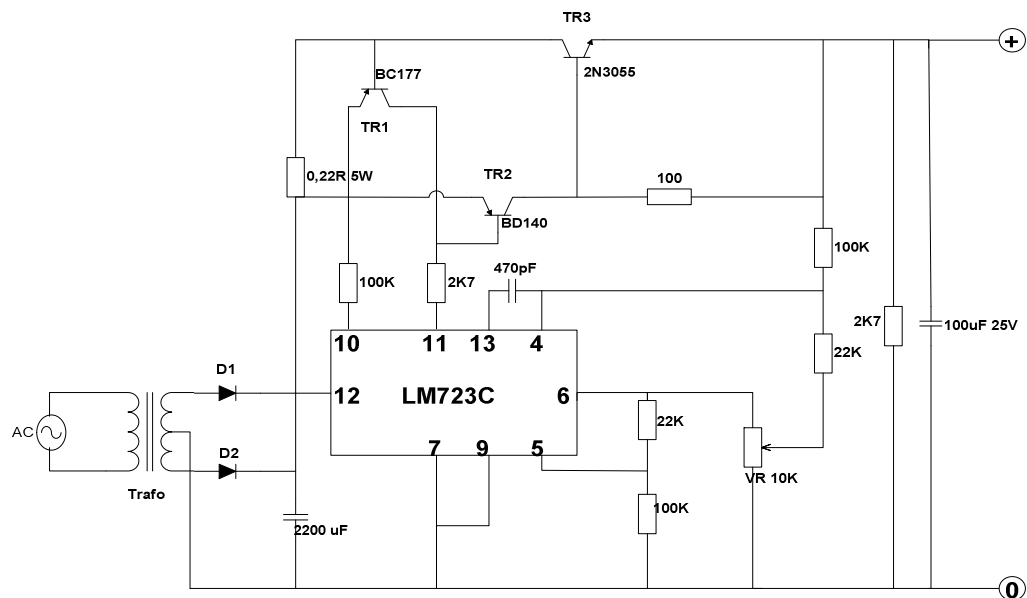 TR3
+
2N3055
BC177
TR1
0,22R 5W
TR2
100
BD140
100K
470pF
100K
2K7
2K7
100uF 25V
22K
10
11
13
4
D1
12
LM723C
6
22K
AC
D2
7
9
5
VR 10K
Trafo
100K
2200 uF
0